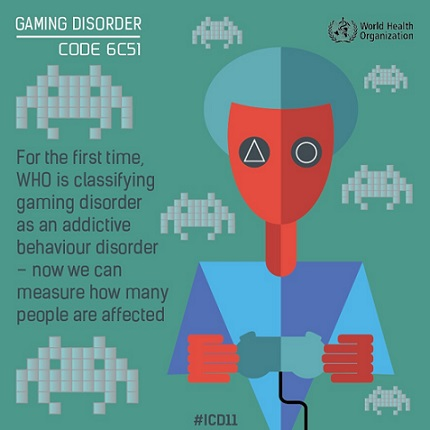 GAMING DISORDER
CODE 6C51
World Health
Organization
For the first time,
WHO is classifying
gaming disorder
as an addictive
behaviour disorder
– now we can
measure how many
people are affected
#ICD11